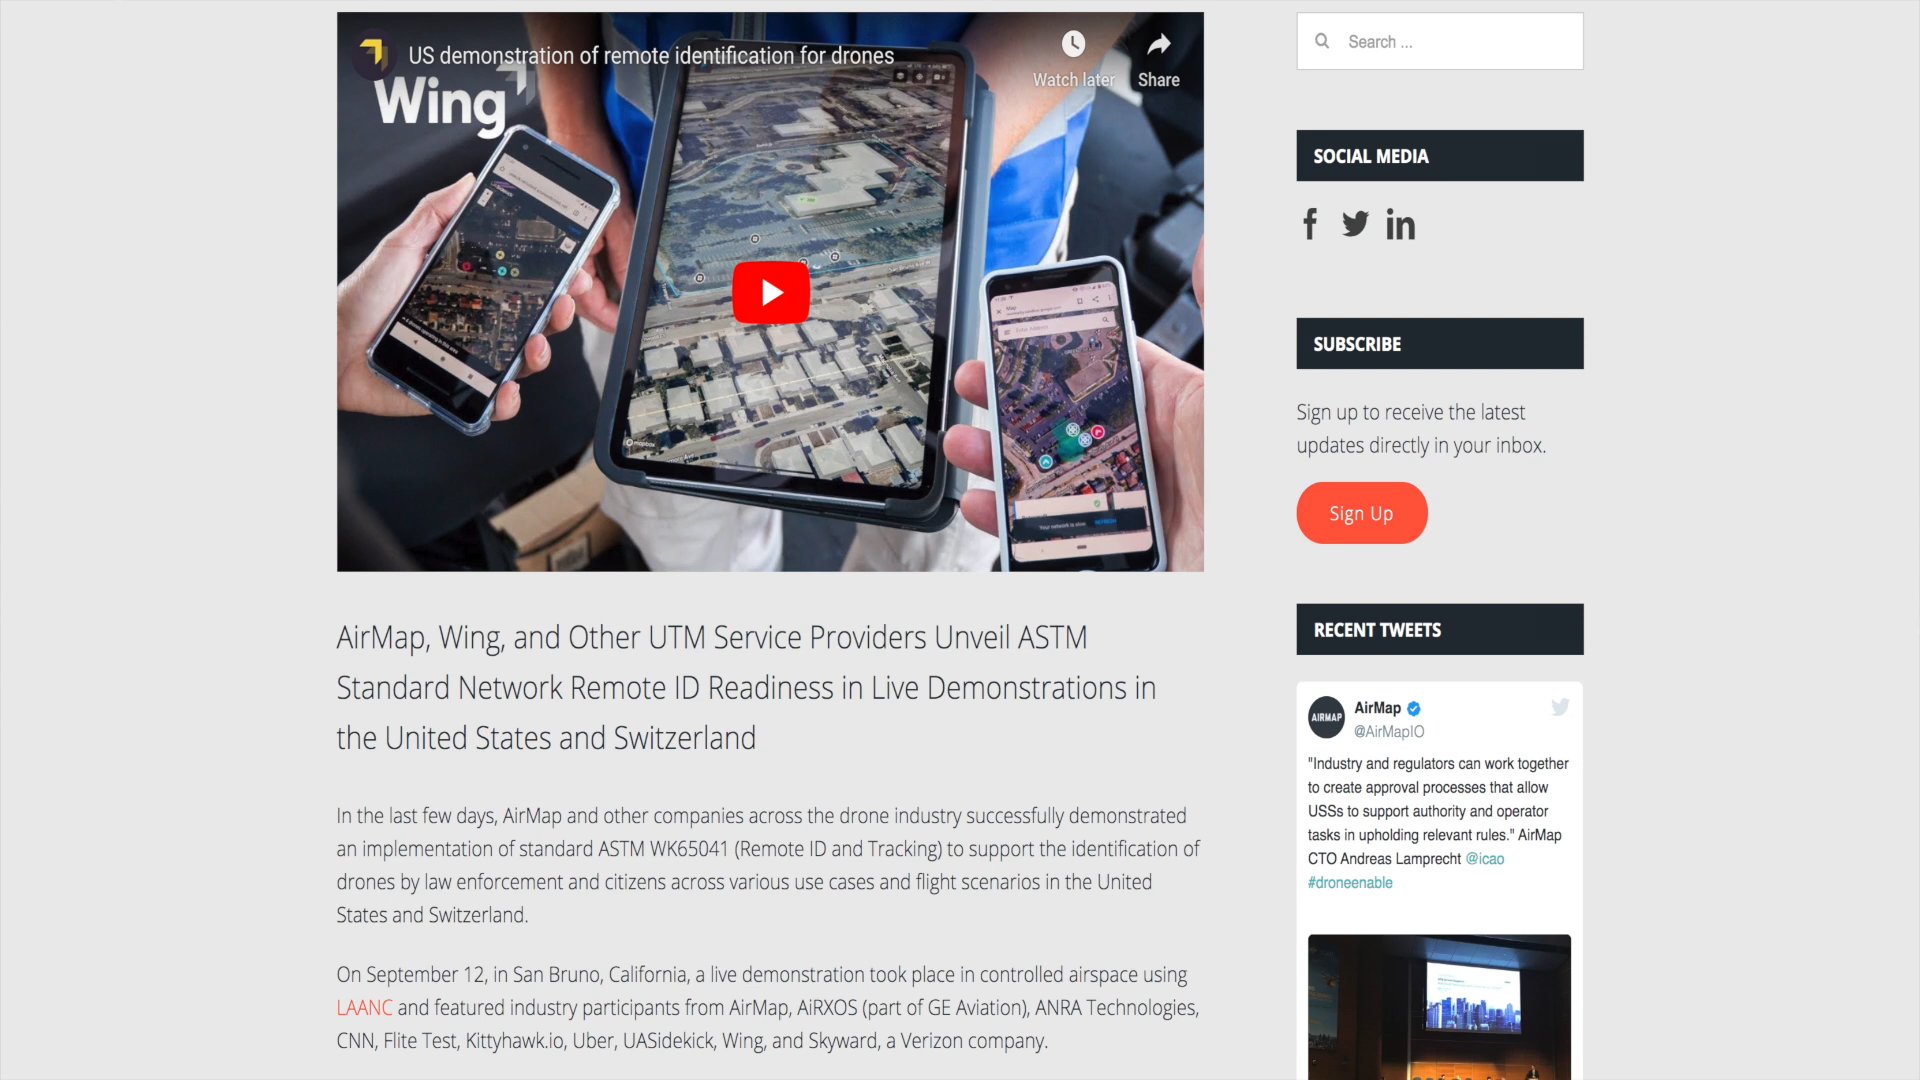 US demonstration of remote identification for drones
Watch later
Share
Wing
mapbox
Your network is slow
REFRESH
AirMap, Wing, and Other UTM Service Providers Unveil ASTM
Standard Network Remote ID Readiness in Live Demonstrations in
the United States and Switzerland
In the last few days, AirMap and other companies across the drone industry successfully demonstrated
an implementation of standard ASTM WK65041 (Remote ID and Tracking) to support the identification of
drones by law enforcement and citizens across various use cases and flight scenarios in the United
States and Switzerland.
On September 12, in San Bruno, California, a live demonstration took place in controlled airspace using
LAANC and featured industry participants from AirMap, AiRXOS (part of GE Aviation), ANRA Technologies,
CNN, Flite Test, Kittyhawk.io, Uber, UASidekick, Wing, and Skyward, a Verizon company.
Search ...
SOCIAL MEDIA
SUBSCRIBE
Sign up to receive the latest
updates directly in your inbox.
Sign Up
RECENT TWEETS
AIRMAP
AirMap
@AirMapIO
"Industry and regulators can work together
to create approval processes that allow
USSs to support authority and operator
tasks in upholding relevant rules." AirMap
CTO Andreas Lamprecht @icao
#droneenable